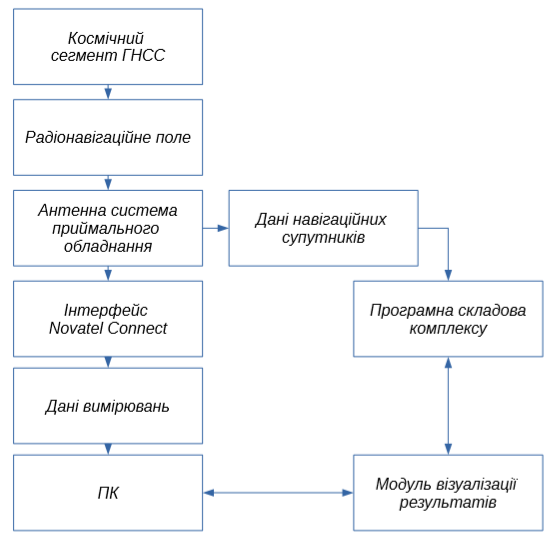 Космічний
сегмент ГНСС
Радіонавігаційне поле
Антенна система
приймального
обладнання
Дані навігаційних
супутників
Інтерфейс
Novatel Connect
Програмна складова
комплексу
Дані вимірювань
ПК
Модуль візуалізації
результатів